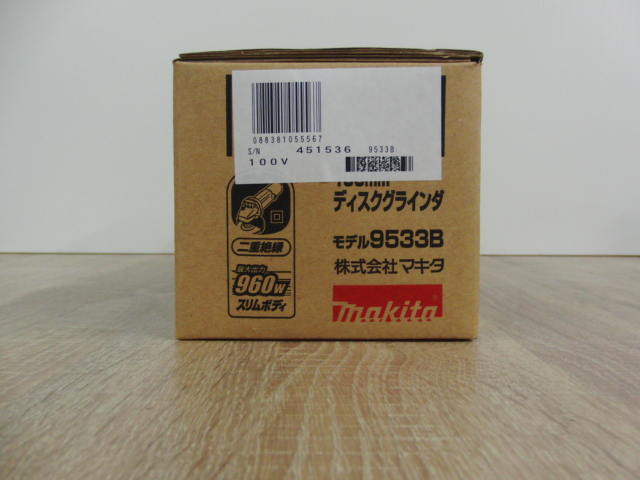 088381055567
S/N 451536 9533B
100V
ディスクグラインダ
モデル9533B
株式会社マキタ
makita
二重絶縁
最大出力
960W
スリムボディ